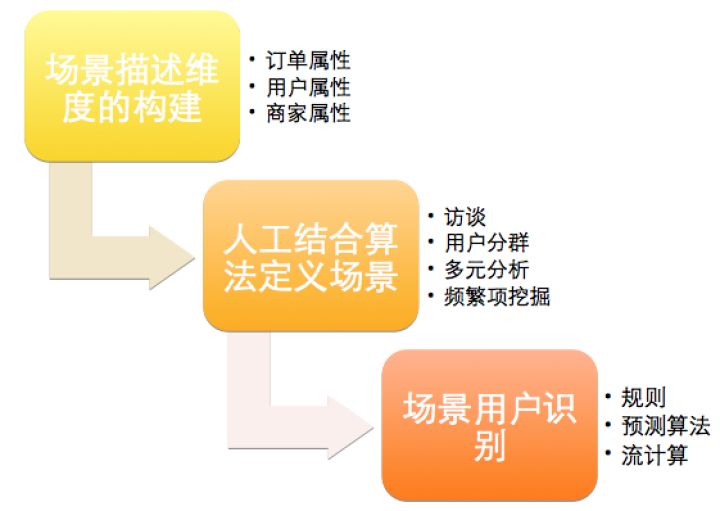 场景描述维
度的构建
• 订单属性
• 用户属性
• 商家属性
人工结合算
法定义场景
• 访谈
• 用户分群
• 多元分析
• 频繁项挖掘
场景用户识
别
• 规则
• 预测算法
• 流计算